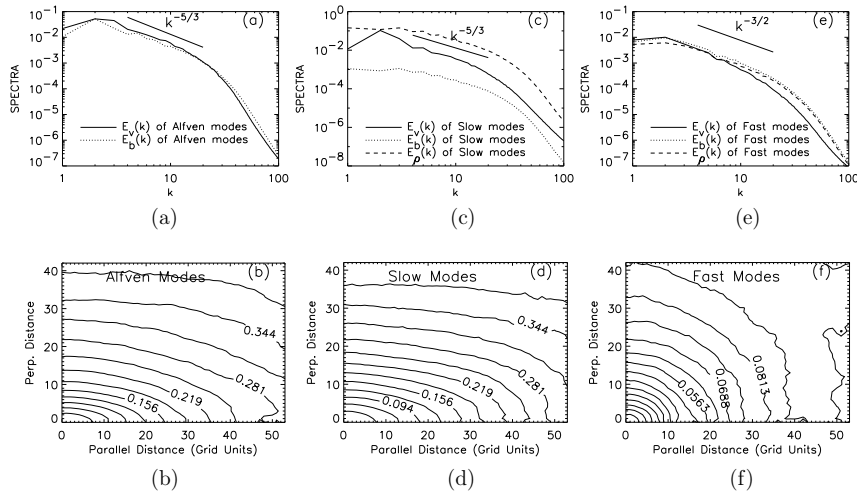 (a)
k^{-5/3}
10^{-1}
10^{-2}
10^{-3}
10^{-4}
10^{-5}
10^{-6}
10^{-7}
SPECTRA
E_v(k) of Alfven modes
E_b(k) of Alfven modes
1 10 100
k
(a)
(c)
k^{-5/3}
10^0
10^{-2}
10^{-4}
10^{-6}
10^{-8}
SPECTRA
E_v(k) of Slow modes
E_b(k) of Slow modes
E_ρ(k) of Slow modes
1 10 100
k
(c)
(e)
k^{-3/2}
10^0
10^{-1}
10^{-2}
10^{-3}
10^{-4}
10^{-5}
10^{-6}
10^{-7}
SPECTRA
E_v(k) of Fast modes
E_b(k) of Fast modes
E_ρ(k) of Fast modes
1 10 100
k
(e)
(b)
Alfven Modes
40
30
20
10
0
Perp. Distance
0.344
0.281
0.219
0.156
0 10 20 30 40 50
Parallel Distance (Grid Units)
(b)
(d)
Slow Modes
40
30
20
10
0
Perp. Distance
0.344
0.281
0.219
0.156
0.094
0 10 20 30 40 50
Parallel Distance (Grid Units)
(d)
(f)
Fast Modes
40
30
20
10
0
Perp. Distance
0.0813
0.0688
0.0563
0 10 20 30 40 50
Parallel Distance (Grid Units)
(f)